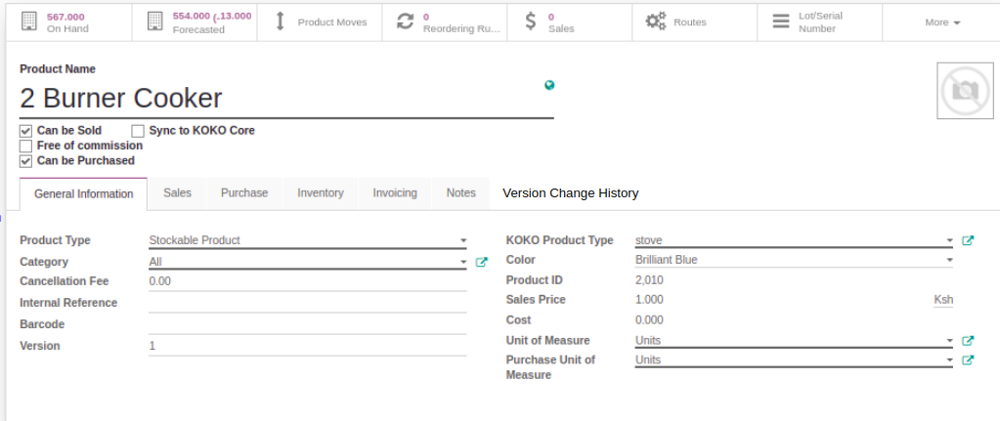 567.000
On Hand
554.000 (..13.000
Forecasted
Product Moves
0
Reordering Ru...
$ 0
Sales
Routes
Lot/Serial
Number
More
Product Name
2 Burner Cooker
Can be Sold Sync to KOKO Core
Free of commission
Can be Purchased
General Information Sales Purchase Inventory Invoicing Notes Version Change History
Product Type Stockable Product
Category All
Cancellation Fee 0.00
Internal Reference
Barcode
Version 1
KOKO Product Type stove
Color Brilliant Blue
Product ID 2,010
Sales Price 1.000 Ksh
Cost 0.000
Unit of Measure Units
Purchase Unit of Units
Measure